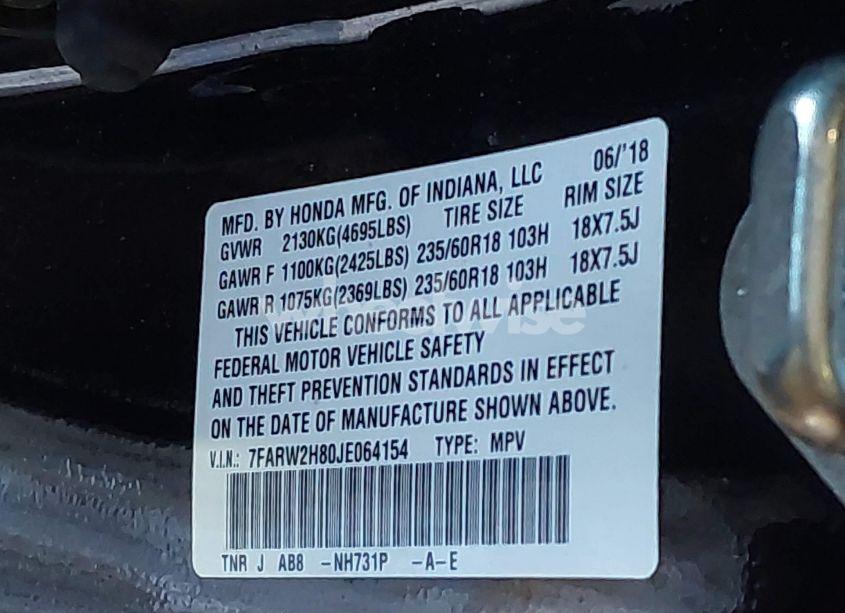 MFD. BY HONDA MFG. OF INDIANA, LLC 06/'18
GVWR 2130KG(4695LBS) TIRE SIZE RIM SIZE
GAWR F 1100KG(2425LBS) 235/60R18 103H 18X7.5J
GAWR R 1075KG(2369LBS) 235/60R18 103H 18X7.5J
THIS VEHICLE CONFORMS TO ALL APPLICABLE
FEDERAL MOTOR VEHICLE SAFETY
AND THEFT PREVENTION STANDARDS IN EFFECT
ON THE DATE OF MANUFACTURE SHOWN ABOVE.
V.I.N.: 7FARW2H80JE064154 TYPE: MPV
TNR J AB8 -NH731P -A-E